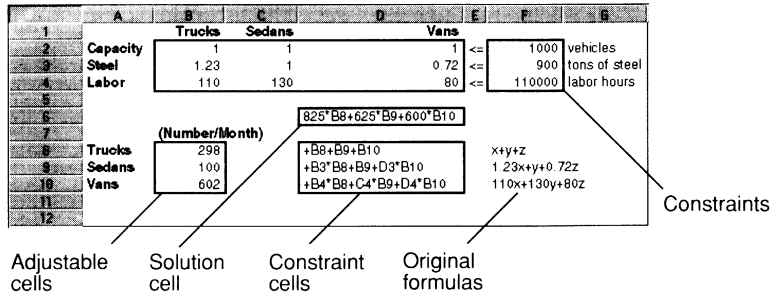 A B C D E F G
1 Trucks Sedans Vans
2 Capacity 1 1 1 <= 1000 vehicles
3 Steel 1.23 1 0.72 <= 900 tons of steel
4 Labor 110 130 80 <= 110000 labor hours
5
6 825*B8+625*B9+600*B10
7 (Number/Month)
8 Trucks 298 +B8+B9+B10 x+y+z
9 Sedans 100 +B3*B8+B9+D3*B10 1.23x+y+0.72z
10 Vans 602 +B4*B8+C4*B9+D4*B10 110x+130y+80z
11
12
Constraints
Adjustable Solution Constraint Original
cells cell cells formulas